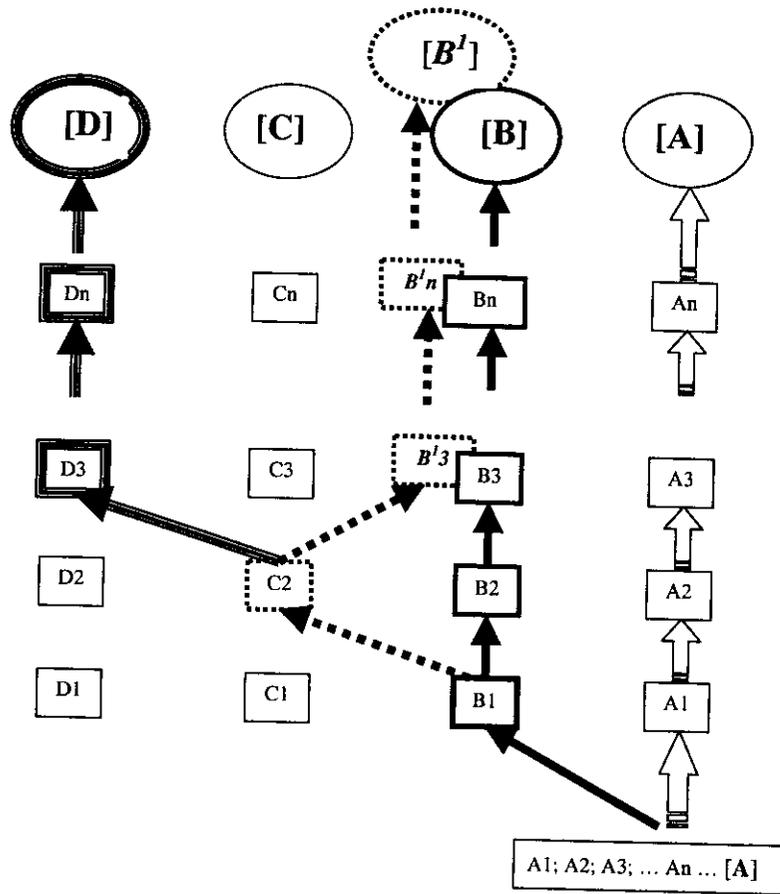 [B¹]
[D] [C] [B] [A]
Dn Cn B¹n Bn An
D3 C3 B¹3 B3 A3
D2 C2 B2 A2
D1 C1 B1 A1
A1; A2; A3; ... An ... [A]